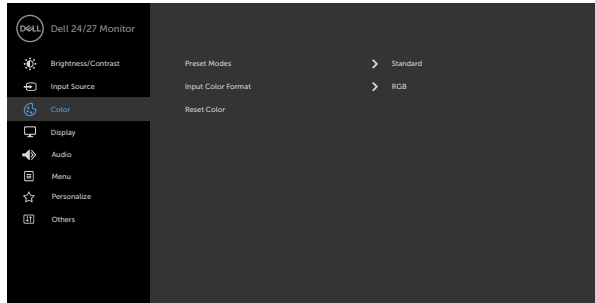 DELL
Dell 24/27 Monitor
Brightness/Contrast
Preset Modes
Standard
Input Source
Input Color Format
RGB
Color
Reset Color
Display
Audio
Menu
Personalize
Others